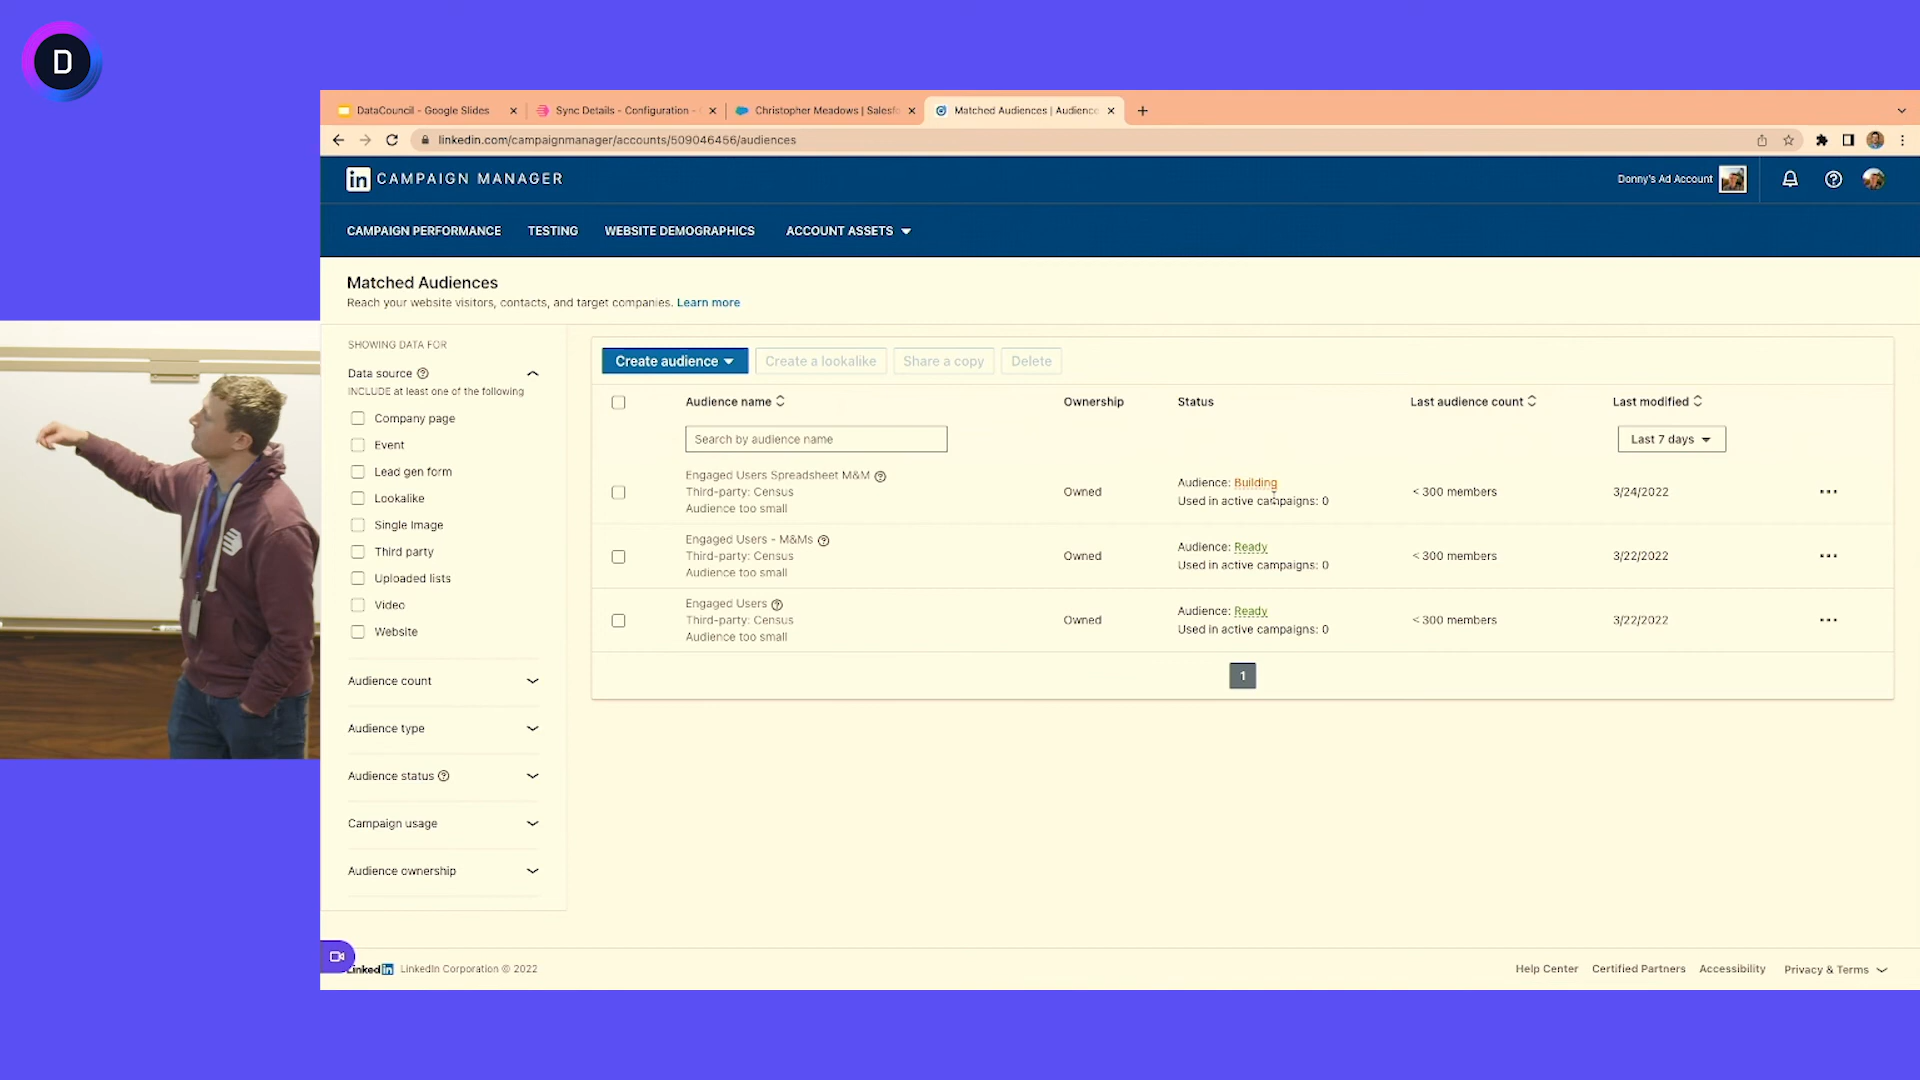 D
DataCouncil - Google Slides
Sync Details - Configuration -
Christopher Meadows | Salesfo
Matched Audiences | Audience
linkedin.com/campaignmanager/accounts/509046456/audiences
in CAMPAIGN MANAGER
Donny's Ad Account
CAMPAIGN PERFORMANCE
TESTING
WEBSITE DEMOGRAPHICS
ACCOUNT ASSETS
Matched Audiences
Reach your website visitors, contacts, and target companies. Learn more
SHOWING DATA FOR
Data source
INCLUDE at least one of the following
Company page
Event
Lead gen form
Lookalike
Single Image
Third party
Uploaded lists
Video
Website
Audience count
Audience type
Audience status
Campaign usage
Audience ownership
Create audience
Create a lookalike
Share a copy
Delete
Audience name
Ownership
Status
Last audience count
Last modified
Search by audience name
Last 7 days
Engaged Users Spreadsheet M&M
Third-party: Census
Audience too small
Owned
Audience: Building
Used in active campaigns: 0
< 300 members
3/24/2022
Engaged Users - M&Ms
Third-party: Census
Audience too small
Owned
Audience: Ready
Used in active campaigns: 0
< 300 members
3/22/2022
Engaged Users
Third-party: Census
Audience too small
Owned
Audience: Ready
Used in active campaigns: 0
< 300 members
3/22/2022
1
Linkedin LinkedIn Corporation © 2022
Help Center
Certified Partners
Accessibility
Privacy & Terms